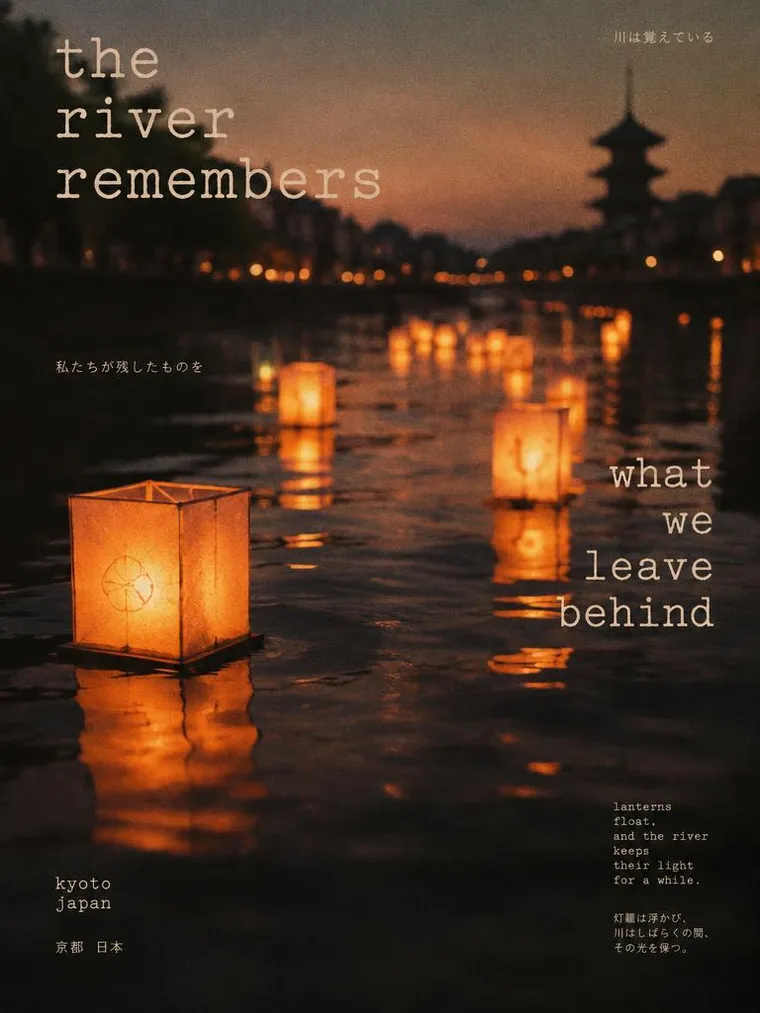 the
river
remembers
川は覚えている
私たちが残したものを
what
we
leave
behind
lanterns
float,
and the river
keeps
their light
for a while.
kyoto
japan
灯籠は浮かび、
川はしばらくの間、
その光を保つ。
京都 日本